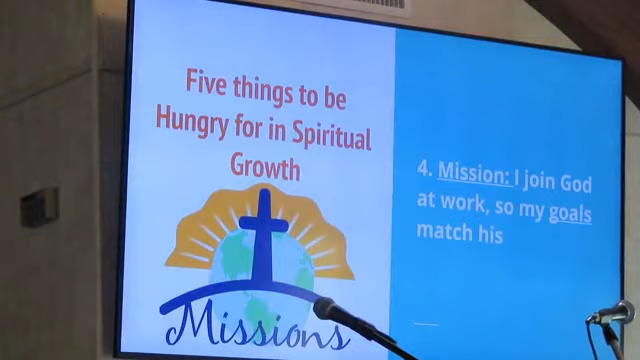 Five things to be
Hungry for in Spiritual
Growth
Missions
4. Mission: I join God
at work, so my goals
match his